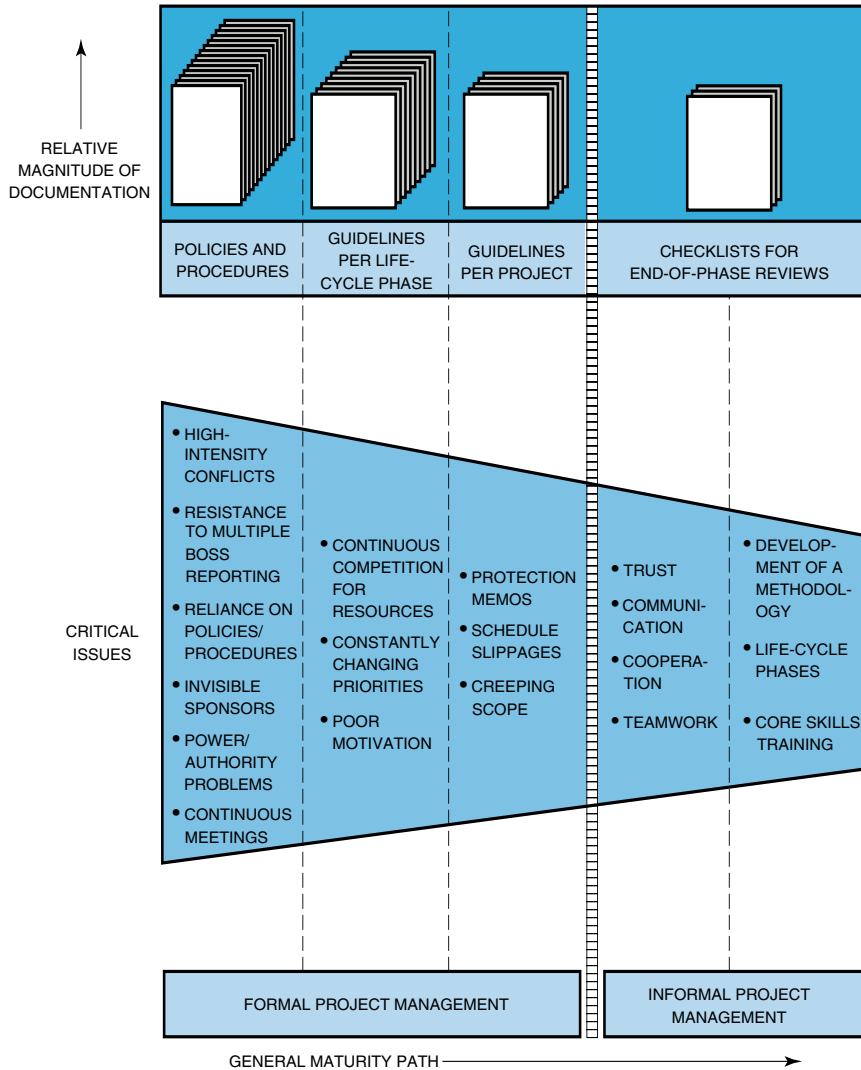 RELATIVE
MAGNITUDE OF
DOCUMENTATION
POLICIES AND
PROCEDURES
GUIDELINES
PER LIFE-
CYCLE PHASE
GUIDELINES
PER PROJECT
CHECKLISTS FOR
END-OF-PHASE REVIEWS
CRITICAL
ISSUES
• HIGH-
INTENSITY
CONFLICTS
• RESISTANCE
TO MULTIPLE
BOSS
REPORTING
• RELIANCE ON
POLICIES/
PROCEDURES
• INVISIBLE
SPONSORS
• POWER/
AUTHORITY
PROBLEMS
• CONTINUOUS
MEETINGS
• CONTINUOUS
COMPETITION
FOR
RESOURCES
• CONSTANTLY
CHANGING
PRIORITIES
• POOR
MOTIVATION
• PROTECTION
MEMOS
• SCHEDULE
SLIPPAGES
• CREEPING
SCOPE
• TRUST
• COMMUNI-
CATION
• COOPERA-
TION
• TEAMWORK
• DEVELOP-
MENT OF A
METHODOL-
OGY
• LIFE-CYCLE
PHASES
• CORE SKILLS
TRAINING
FORMAL PROJECT MANAGEMENT
INFORMAL PROJECT
MANAGEMENT
GENERAL MATURITY PATH